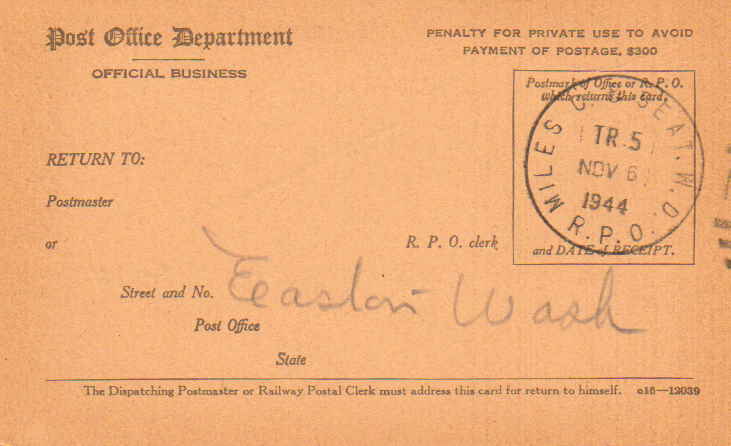 Post Office Department
OFFICIAL BUSINESS
PENALTY FOR PRIVATE USE TO AVOID
PAYMENT OF POSTAGE, $300
Postmark of Office or R. P. O.
which returns this card,
MILES C. & SEAT. W. D.
TR. 5
NOV 6
1944
R. P. O.
and DATE of RECEIPT.
RETURN TO:
Postmaster
or
R. P. O. clerk
Street and No.
Easton Wash
Post Office
State
The Dispatching Postmaster or Railway Postal Clerk must address this card for return to himself. c16—12039